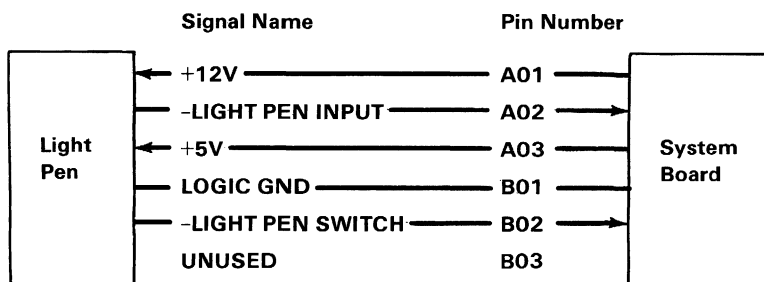 Signal Name Pin Number
+12V A01
-LIGHT PEN INPUT A02
Light Pen
+5V A03
System Board
LOGIC GND B01
-LIGHT PEN SWITCH B02
UNUSED B03